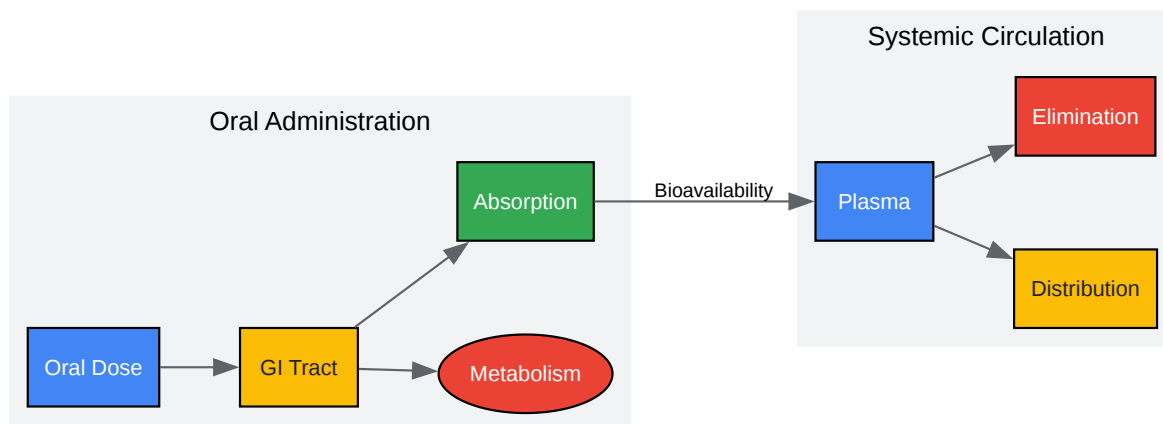 Systemic Circulation
Elimination
Oral Administration
Absorption
Bioavailability
Plasma
Distribution
Oral Dose
GI Tract
Metabolism